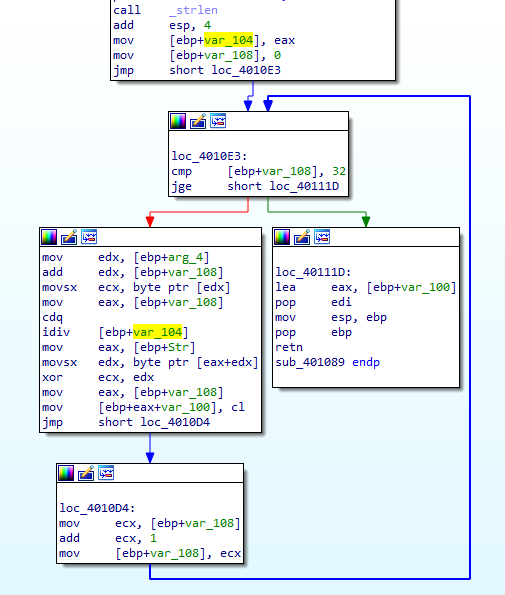 call    _strlen
add     esp, 4
mov     [ebp+var_104], eax
mov     [ebp+var_108], 0
jmp     short loc_4010E3
loc_4010E3:
cmp     [ebp+var_108], 32
jge     short loc_40111D
mov     edx, [ebp+arg_4]
add     edx, [ebp+var_108]
movsx   ecx, byte ptr [edx]
mov     eax, [ebp+var_108]
cdq
idiv    [ebp+var_104]
mov     eax, [ebp+Str]
movsx   edx, byte ptr [eax+edx]
xor     ecx, edx
mov     eax, [ebp+var_108]
mov     [ebp+eax+var_100], cl
jmp     short loc_4010D4
loc_40111D:
lea     eax, [ebp+var_100]
pop     edi
mov     esp, ebp
pop     ebp
retn
sub_401089 endp
loc_4010D4:
mov     ecx, [ebp+var_108]
add     ecx, 1
mov     [ebp+var_108], ecx